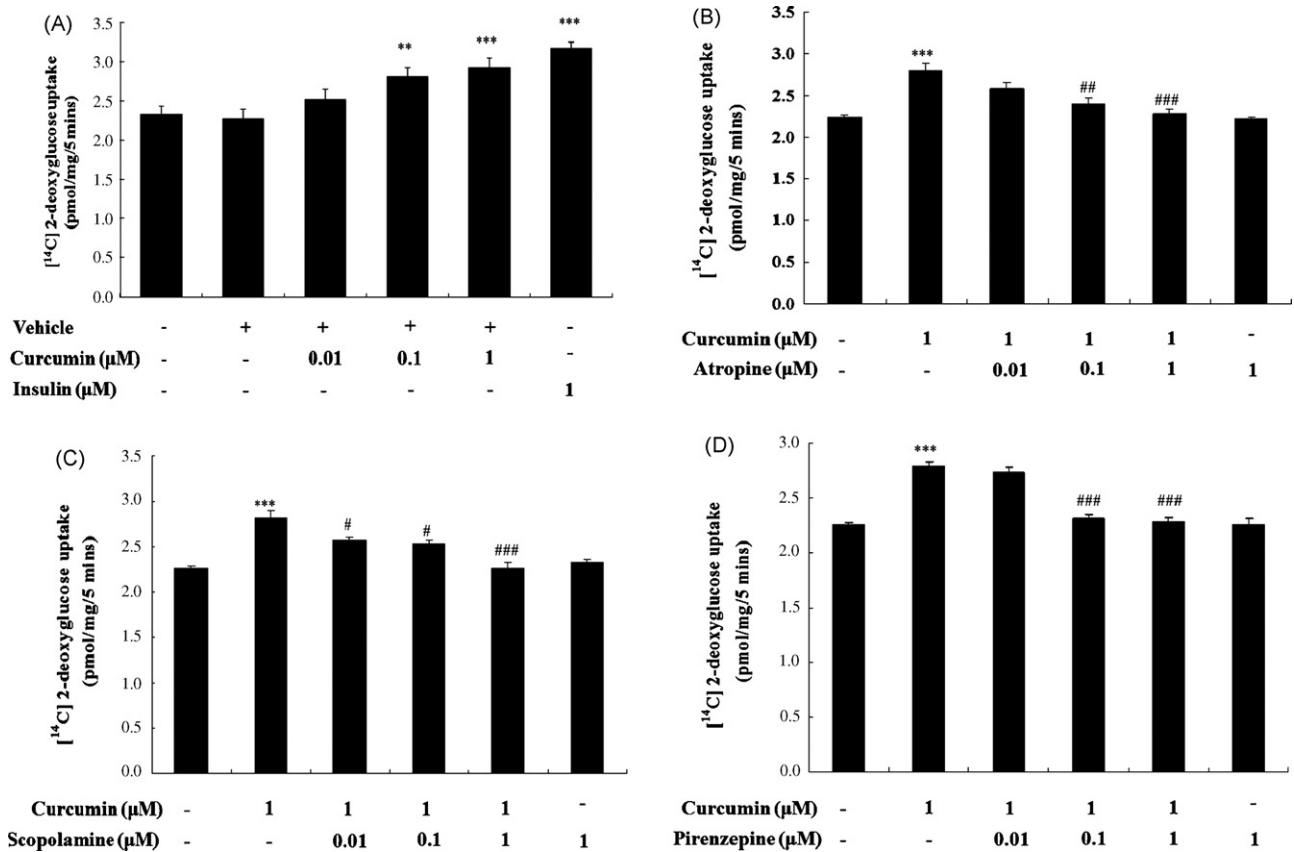 (A)
[¹⁴C] 2-deoxyglucoseuptake
(pmol/mg/5 mins)
3.5
3.0
2.5
2.0
1.5
1.0
0.5
0.0
** *** ***
Vehicle - + + + + -
Curcumin (μM) - - 0.01 0.1 1 -
Insulin (μM) - - - - - 1
(B)
[¹⁴C] 2-deoxyglucose uptake
(pmol/mg/5 mins)
3.5
3.0
2.5
2.0
1.5
1.0
0.5
0.0
*** ## ###
Curcumin (μM) - 1 1 1 1 -
Atropine (μM) - - 0.01 0.1 1 1
(C)
[¹⁴C] 2-deoxyglucose uptake
(pmol/mg/5 mins)
3.5
3.0
2.5
2.0
1.5
1.0
0.5
0.0
*** # # ###
Curcumin (μM) - 1 1 1 1 -
Scopolamine (μM) - - 0.01 0.1 1 1
(D)
[¹⁴C] 2-deoxyglucose uptake
(pmol/mg/5 mins)
3.0
2.5
2.0
1.5
1.0
0.5
0.0
*** ### ###
Curcumin (μM) - 1 1 1 1 -
Pirenzepine (μM) - - 0.01 0.1 1 1